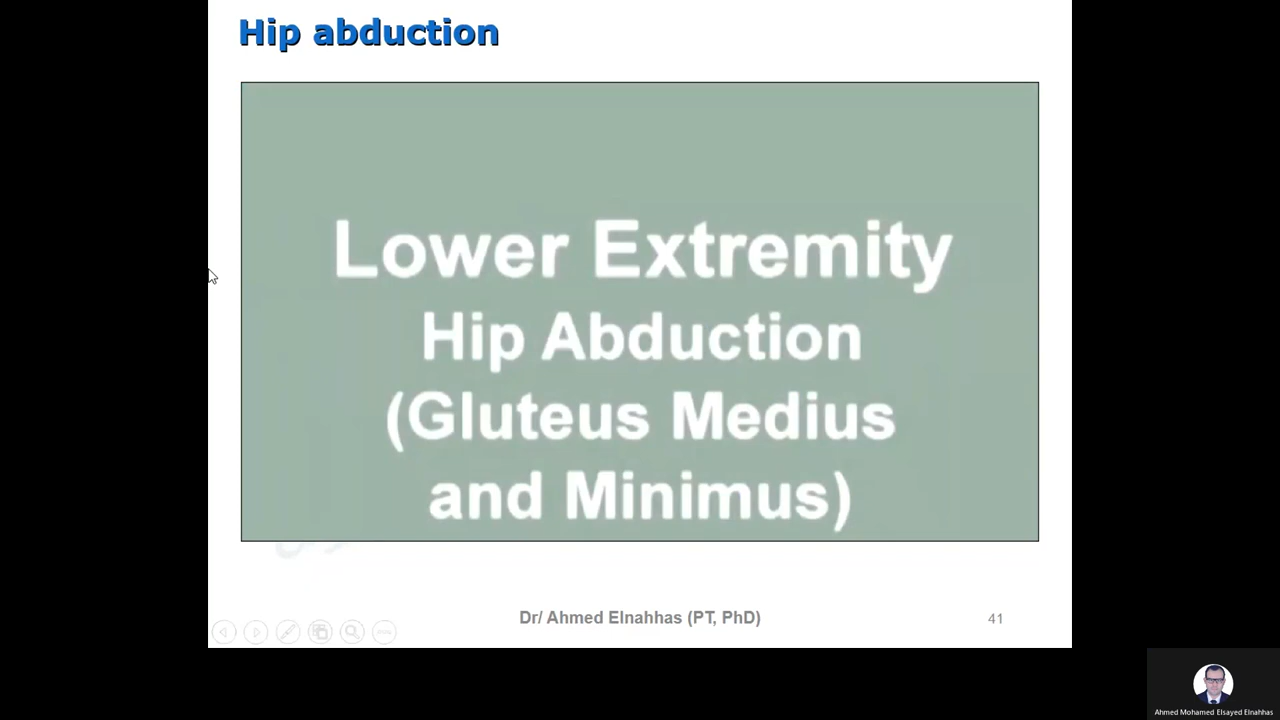 Hip abduction
Lower Extremity
Hip Abduction
(Gluteus Medius
and Minimus)
Dr/ Ahmed Elnahhas (PT, PhD)
41
Ahmed Mohamed Elsayed Elnahhas